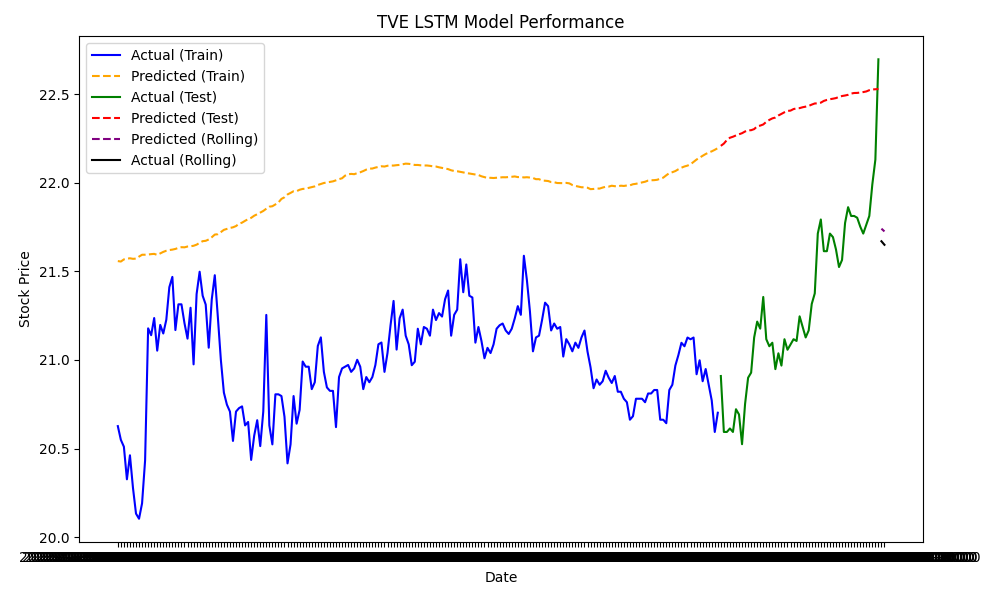 TVE LSTM Model Performance
Actual (Train)
Predicted (Train)
Actual (Test)
Predicted (Test)
Predicted (Rolling)
Actual (Rolling)
Stock Price
22.5
22.0
21.5
21.0
20.5
20.0
Date